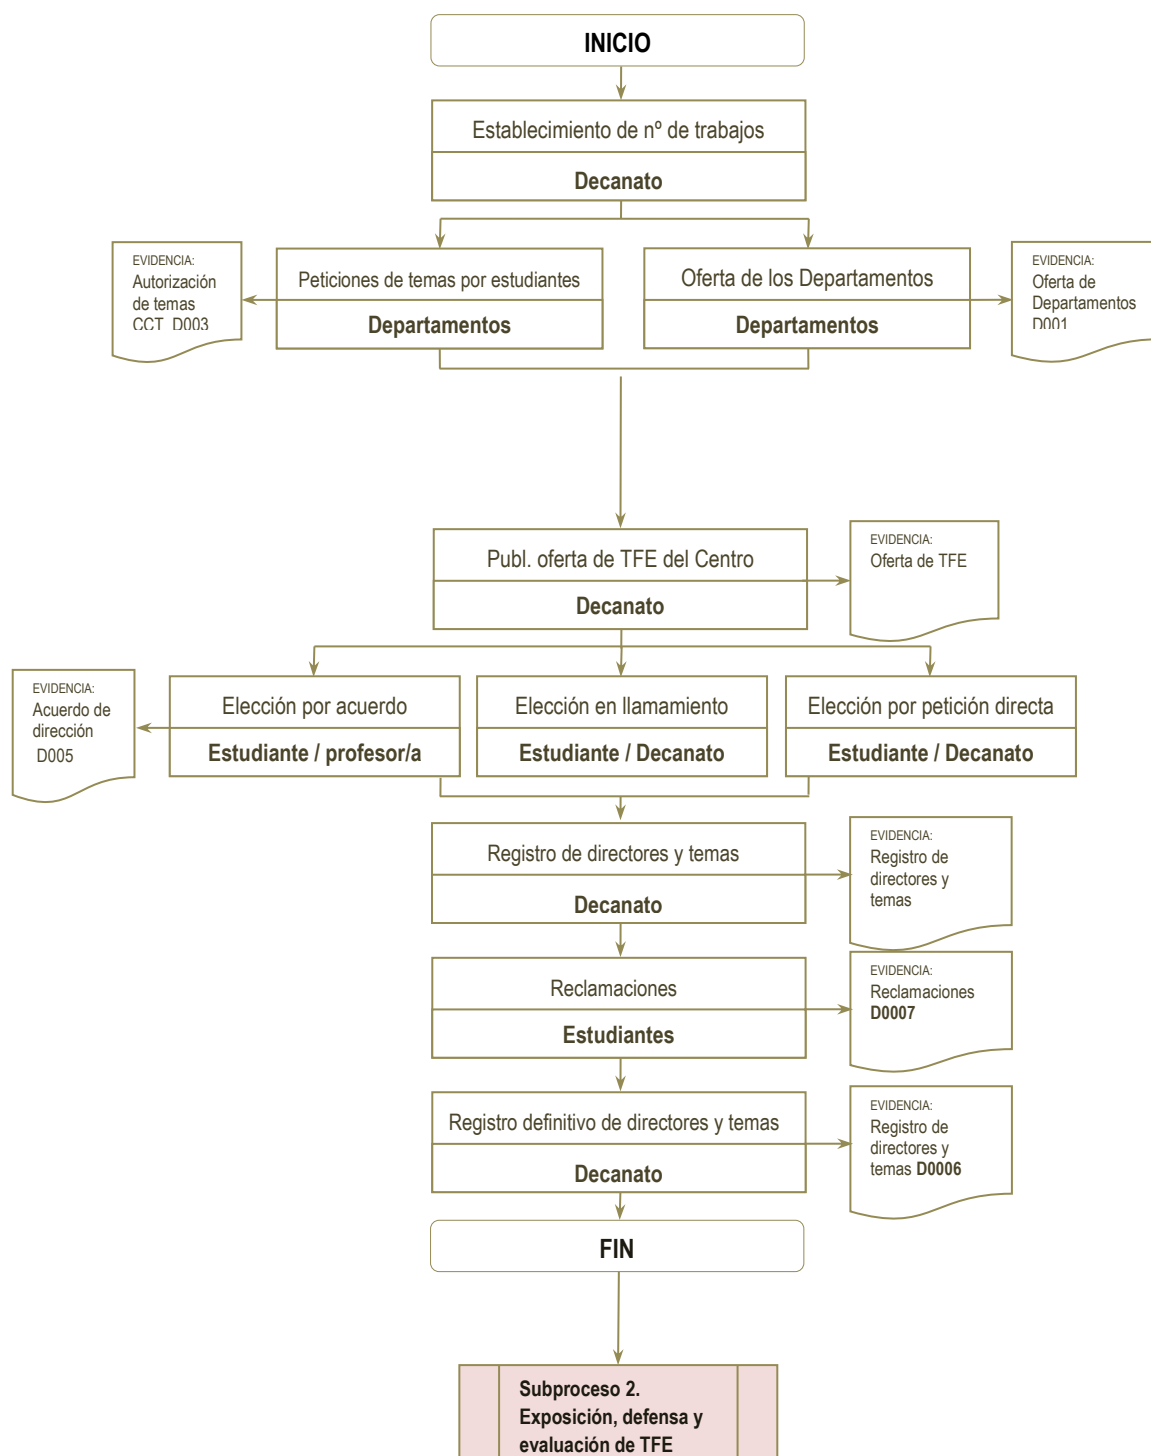 INICIO
Establecimiento de nº de trabajos
Decanato
EVIDENCIA:
Autorización
de temas
CCT D003
Peticiones de temas por estudiantes
Departamentos
Oferta de los Departamentos
Departamentos
EVIDENCIA:
Oferta de
Departamentos
D001
Publ. oferta de TFE del Centro
Decanato
EVIDENCIA:
Oferta de TFE
EVIDENCIA:
Acuerdo de
dirección
D005
Elección por acuerdo
Estudiante / profesor/a
Elección en llamamiento
Estudiante / Decanato
Elección por petición directa
Estudiante / Decanato
Registro de directores y temas
Decanato
EVIDENCIA:
Registro de
directores y
temas
Reclamaciones
Estudiantes
EVIDENCIA:
Reclamaciones
D0007
Registro definitivo de directores y temas
Decanato
EVIDENCIA:
Registro de
directores y
temas D0006
FIN
Subproceso 2.
Exposición, defensa y
evaluación de TFE